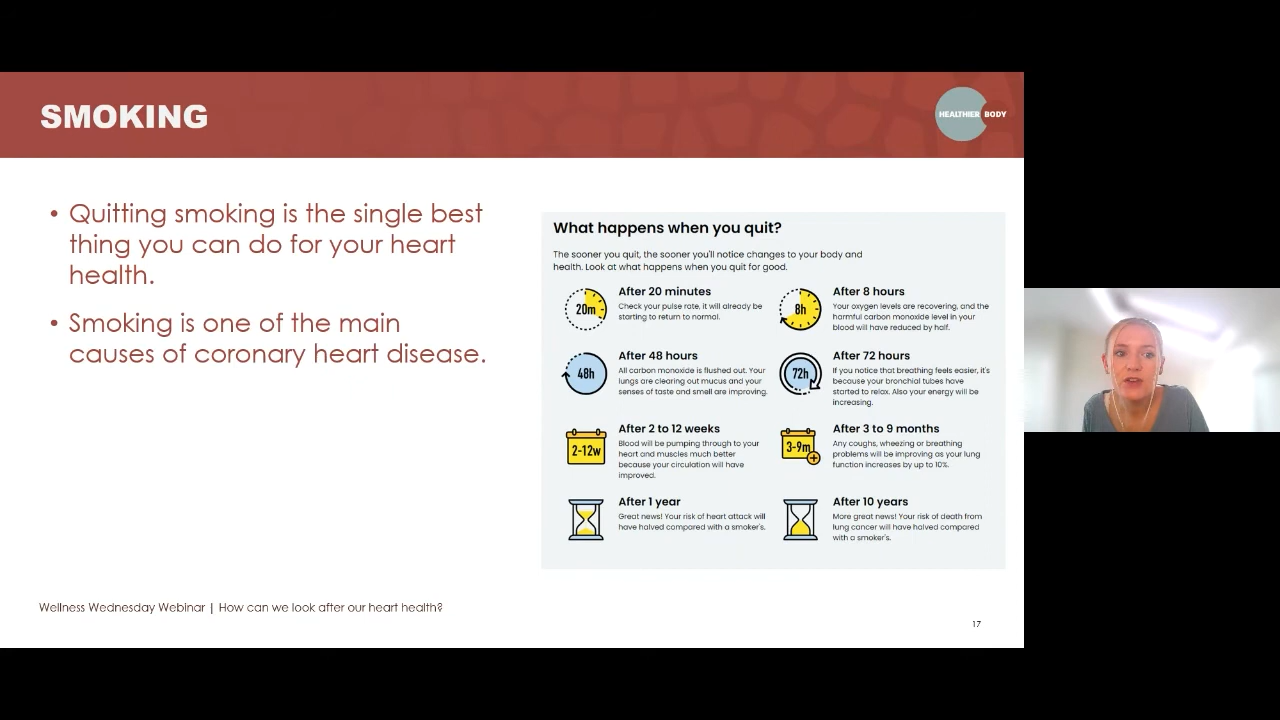 SMOKING
HEALTHIER BODY
• Quitting smoking is the single best
thing you can do for your heart
health.
• Smoking is one of the main
causes of coronary heart disease.
What happens when you quit?
The sooner you quit, the sooner you'll notice changes to your body and
health. Look at what happens when you quit for good.
20m
After 20 minutes
Check your pulse rate, it will already be
starting to return to normal.
8h
After 8 hours
Your oxygen levels are recovering, and the
harmful carbon monoxide level in your
blood will have reduced by half.
48h
After 48 hours
All carbon monoxide is flushed out. Your
lungs are clearing out mucus and your
senses of taste and smell are improving.
72h
After 72 hours
If you notice that breathing feels easier, it's
because your bronchial tubes have
started to relax. Also your energy will be
increasing.
2-12w
After 2 to 12 weeks
Blood will be pumping through to your
heart and muscles much better
because your circulation will have
improved.
3-9m
After 3 to 9 months
Any coughs, wheezing or breathing
problems will be improving as your lung
function increases by up to 10%.
After 1 year
Great news! Your risk of heart attack will
have halved compared with a smoker's.
After 10 years
More great news! Your risk of death from
lung cancer will have halved compared
with a smoker's.
Wellness Wednesday Webinar | How can we look after our heart health?
17